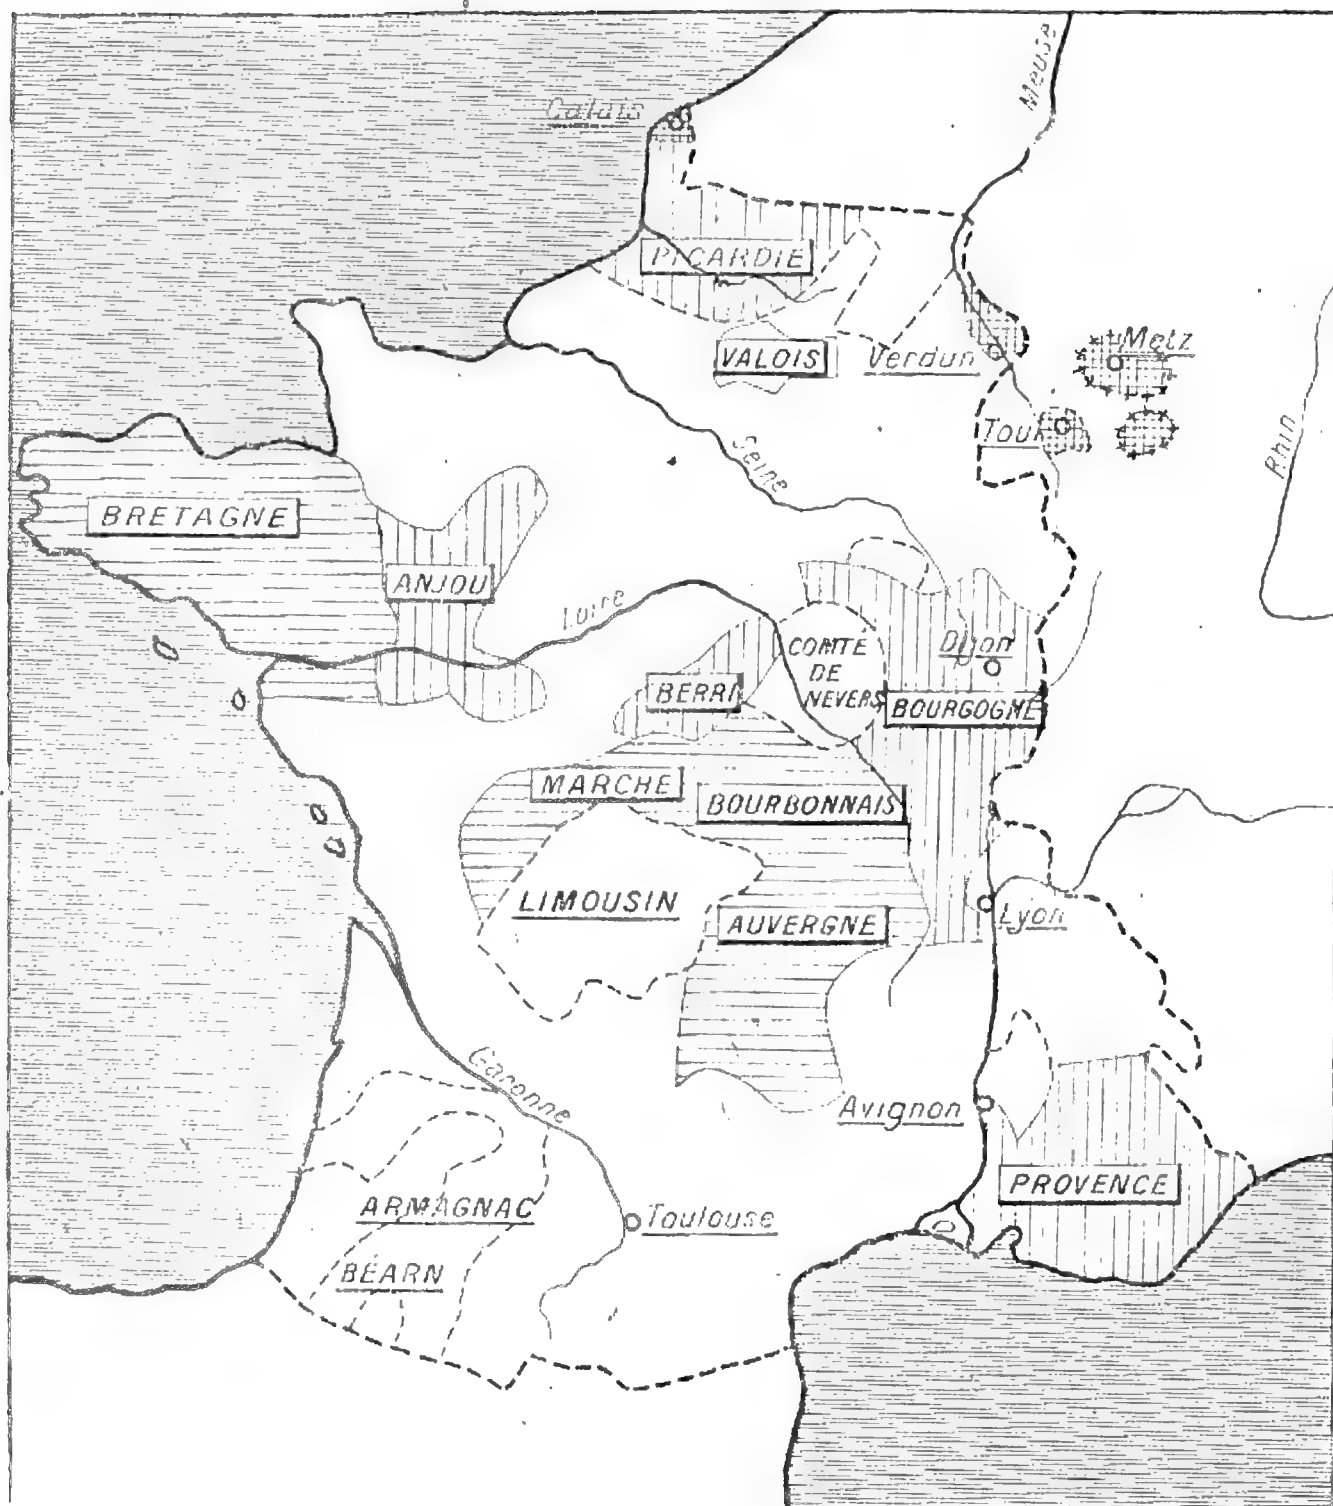 Meuse
Calais
PICARDIE
VALOIS
Verdun
Metz
Toul
Seine
Rhin
BRETAGNE
ANJOU
Loire
COMTÉ
DE
NEVERS
Dijon
BERRI
BOURGOGNE
MARCHE
BOURBONNAIS
LIMOUSIN
AUVERGNE
Lyon
Garonne
Avignon
PROVENCE
ARMAGNAC
Toulouse
BÉARN